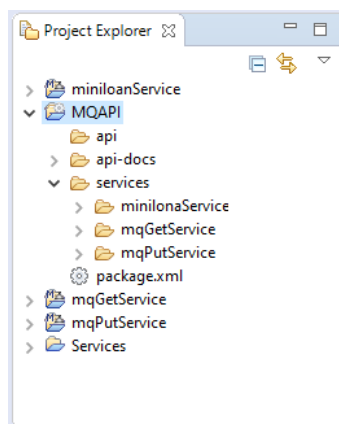 Project Explorer
miniloanService
MQAPI
api
api-docs
services
minilonaService
mqGetService
mqPutService
package.xml
mqGetService
mqPutService
Services